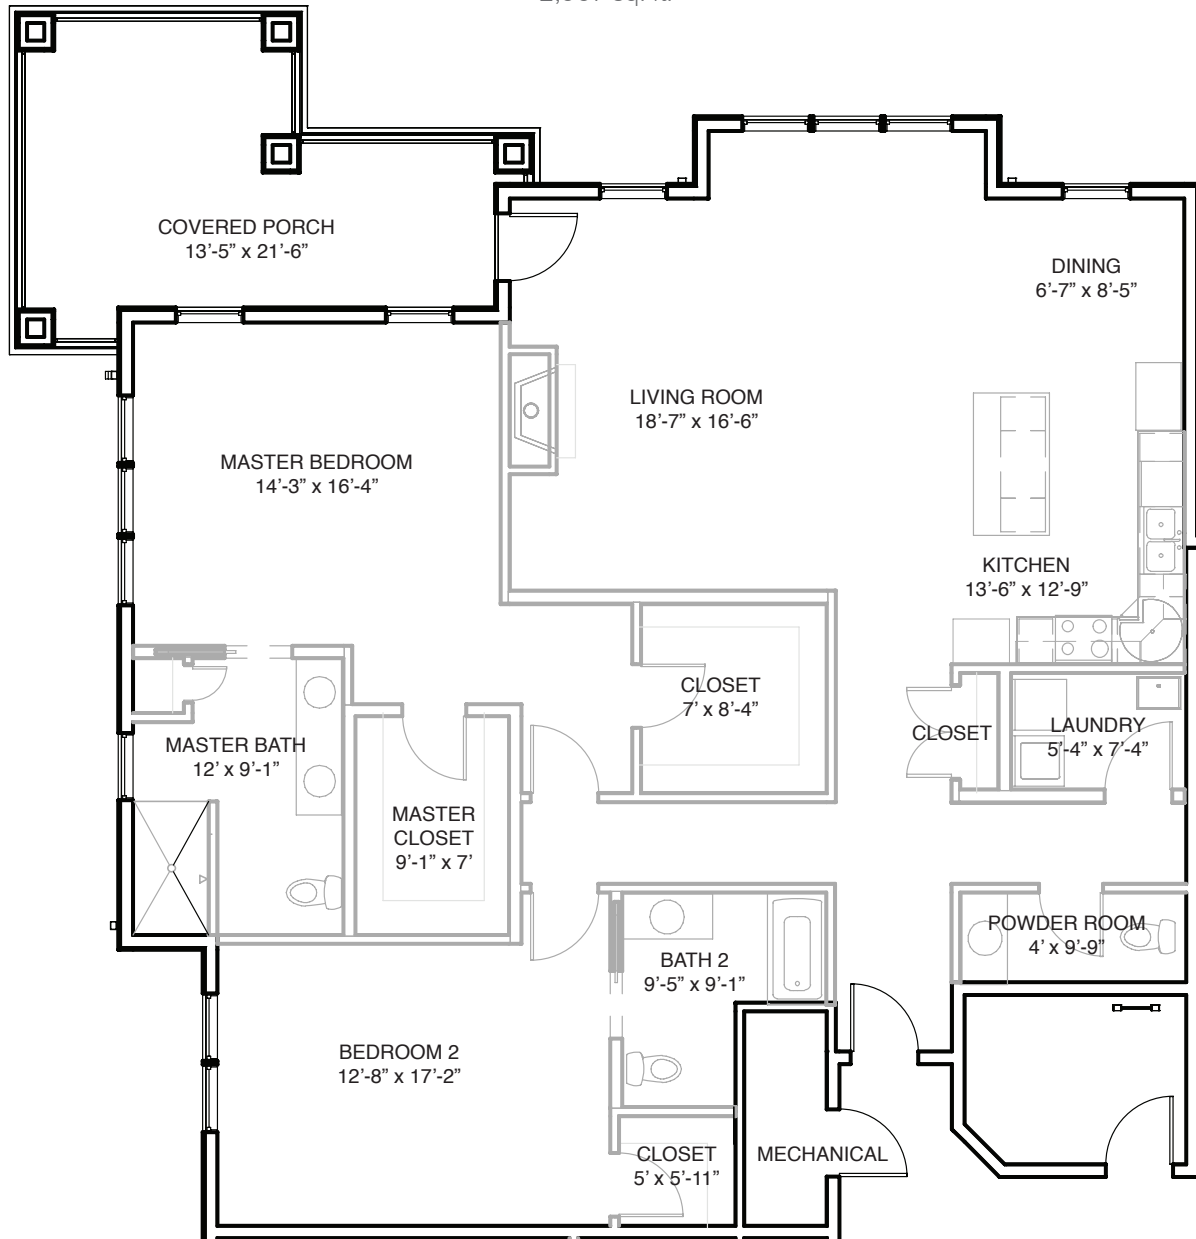 COVERED PORCH
13'-5” x 21'-6”
DINING
6'-7” x 8'-5”
LIVING ROOM
18'-7” x 16'-6”
MASTER BEDROOM
14'-3” x 16'-4”
KITCHEN
13'-6” x 12'-9”
CLOSET
7' x 8'-4”
CLOSET
LAUNDRY
5'-4” x 7'-4”
MASTER BATH
12' x 9'-1”
MASTER
CLOSET
9'-1” x 7'
POWDER ROOM
4' x 9'-9”
BATH 2
9'-5” x 9'-1”
BEDROOM 2
12'-8” x 17'-2”
CLOSET
5' x 5'-11”
MECHANICAL